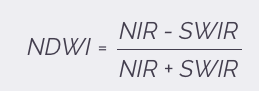 NDWI = NIR - SWIR
NIR + SWIR